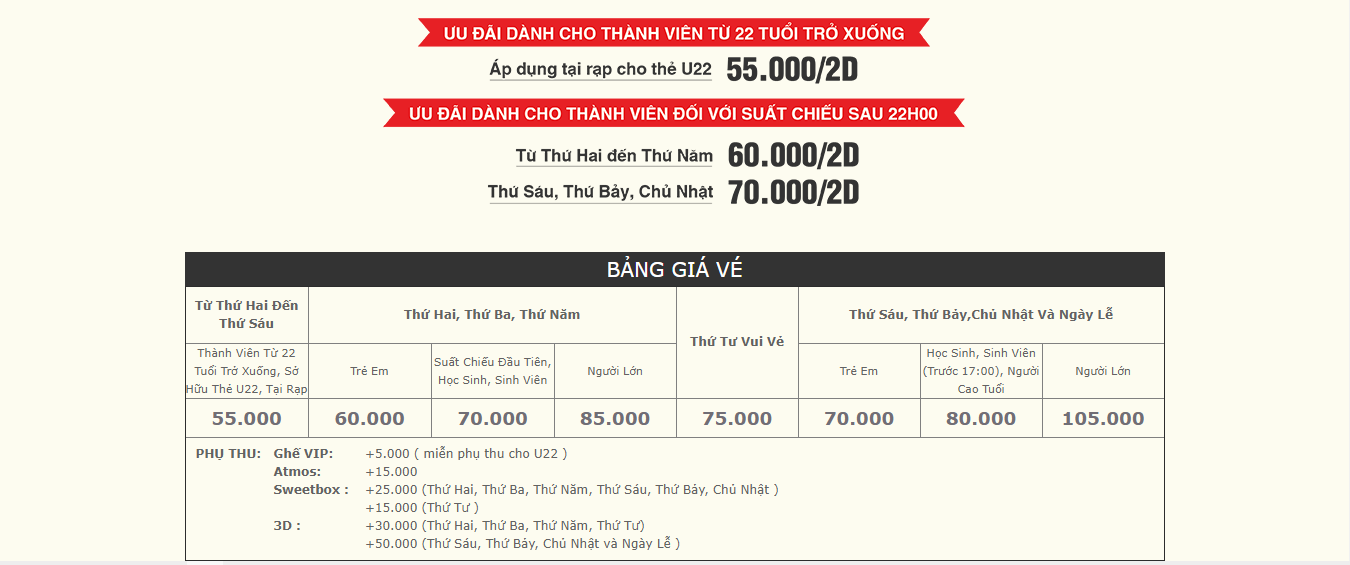 ƯU ĐÃI DÀNH CHO THÀNH VIÊN TỪ 22 TUỔI TRỞ XUỐNG
Áp dụng tại rạp cho thẻ U22 55.000/2D
ƯU ĐÃI DÀNH CHO THÀNH VIÊN ĐỐI VỚI SUẤT CHIẾU SAU 22H00
Từ Thứ Hai đến Thứ Năm 60.000/2D
Thứ Sáu, Thứ Bảy, Chủ Nhật 70.000/2D
BẢNG GIÁ VÉ
Từ Thứ Hai Đến
Thứ Sáu
Thứ Hai, Thứ Ba, Thứ Năm
Thứ Tư Vui Vẻ
Thứ Sáu, Thứ Bảy,Chủ Nhật Và Ngày Lễ
Thành Viên Từ 22
Tuổi Trở Xuống, Sở
Hữu Thẻ U22, Tại Rạp
Trẻ Em
Suất Chiếu Đầu Tiên,
Học Sinh, Sinh Viên
Người Lớn
Trẻ Em
Học Sinh, Sinh Viên
(Trước 17:00), Người
Cao Tuổi
Người Lớn
55.000 60.000 70.000 85.000 75.000 70.000 80.000 105.000
PHỤ THU: Ghế VIP: +5.000 ( miễn phụ thu cho U22 )
Atmos: +15.000
Sweetbox : +25.000 (Thứ Hai, Thứ Ba, Thứ Năm, Thứ Sáu, Thứ Bảy, Chủ Nhật )
+15.000 (Thứ Tư )
3D : +30.000 (Thứ Hai, Thứ Ba, Thứ Năm, Thứ Tư)
+50.000 (Thứ Sáu, Thứ Bảy, Chủ Nhật và Ngày Lễ )